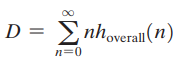 D = ∑_{n=0}^{∞} nh_{overall}(n)